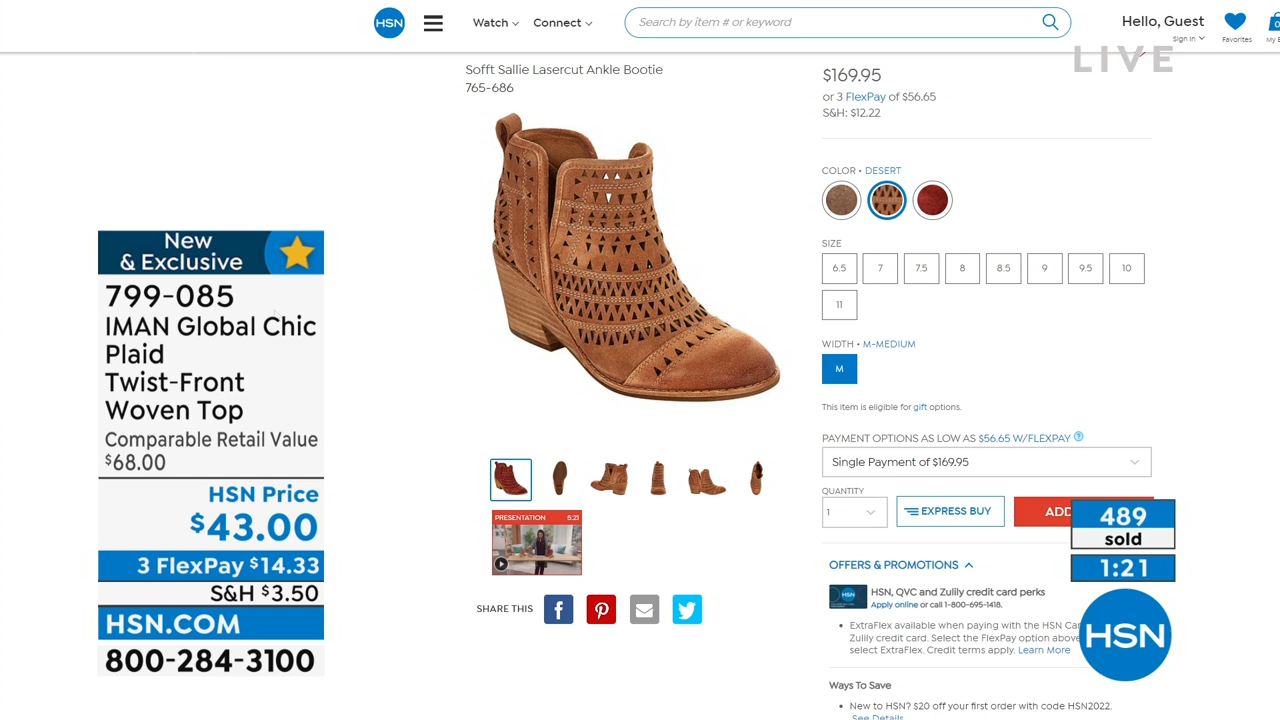 HSN
Watch
Connect
Search by item # or keyword
Hello, Guest
Sign In
Favorites
0
LIVE
Sofft Sallie Lasercut Ankle Bootie
765-686
$169.95
or 3 FlexPay of $56.65
S&H: $12.22
COLOR • DESERT
SIZE
6.5 7 7.5 8 8.5 9 9.5 10
11
WIDTH • M-MEDIUM
M
This item is eligible for gift options.
PAYMENT OPTIONS AS LOW AS $56.65 W/FLEXPAY ?
Single Payment of $169.95
QUANTITY
1
EXPRESS BUY
ADD
OFFERS & PROMOTIONS
HSN
HSN, QVC and Zulily credit card perks
Apply online or call 1-800-695-1418.
• ExtraFlex available when paying with the HSN Car
Zulily credit card. Select the FlexPay option above
select ExtraFlex. Credit terms apply. Learn More
Ways To Save
• New to HSN? $20 off your first order with code HSN2022.
See Details
PRESENTATION 5:21
SHARE THIS
New
& Exclusive
799-085
IMAN Global Chic
Plaid
Twist-Front
Woven Top
Comparable Retail Value
$68.00
HSN Price
$43.00
3 FlexPay $14.33
S&H $3.50
HSN.COM
800-284-3100
489
sold
1:21
HSN